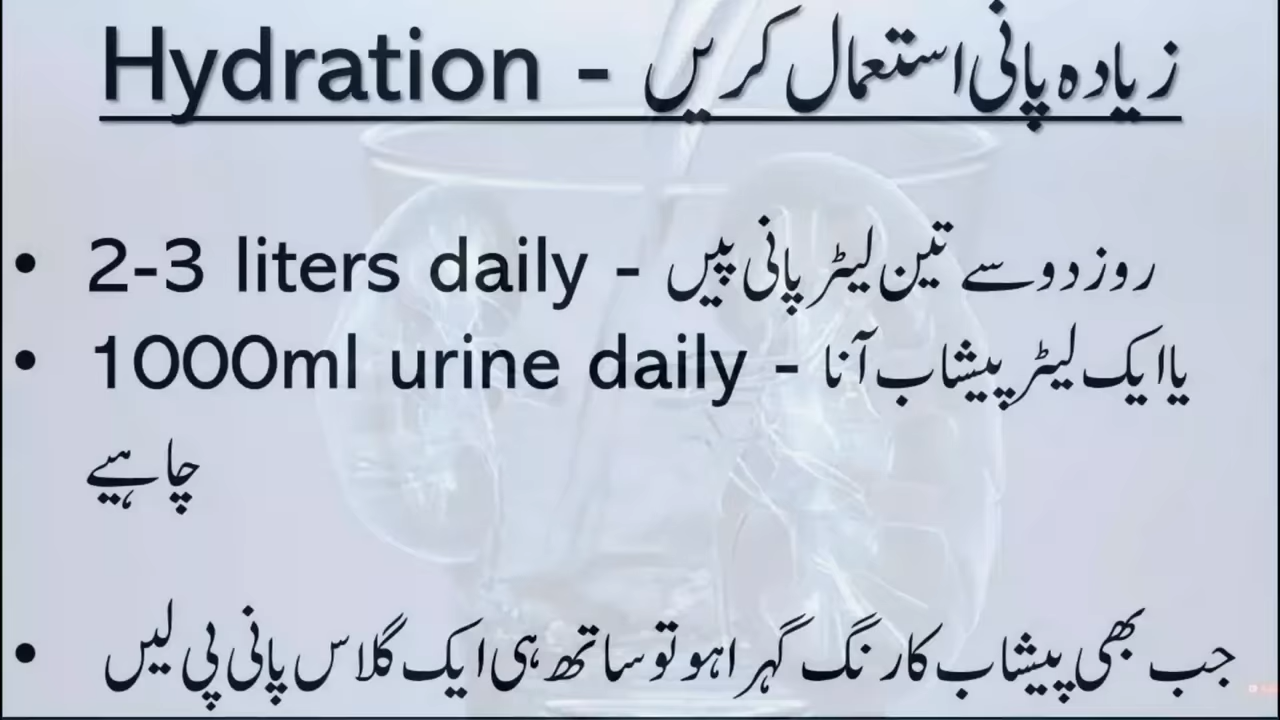 Hydration - زیادہ پانی استعمال کریں
• 2-3 liters daily - روز دو سے تین لیٹر پانی پیں
• 1000ml urine daily - یا ایک لیٹر پیشاب آنا
چاہیے
• جب بھی پیشاب کا رنگ گہرا ہو تو ساتھ ہی ایک گلاس پانی پی لیں